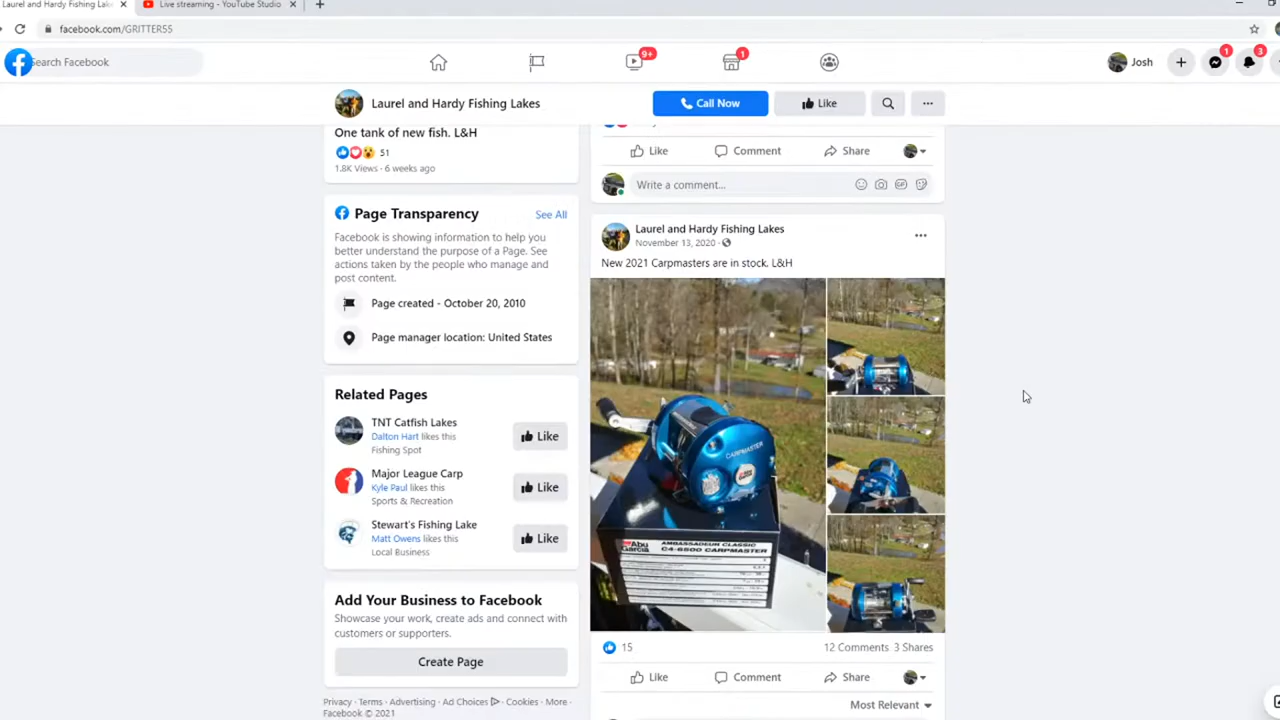 Laurel and Hardy Fishing Lak
Live streaming - YouTube Studio
facebook.com/GRITTER55
Search Facebook
9+
1
Josh
1
3
Laurel and Hardy Fishing Lakes
Call Now
Like
One tank of new fish. L&H
51
1.8K Views · 6 weeks ago
Page Transparency
See All
Facebook is showing information to help you
better understand the purpose of a Page. See
actions taken by the people who manage and
post content.
Page created - October 20, 2010
Page manager location: United States
Related Pages
TNT Catfish Lakes
Dalton Hart likes this
Fishing Spot
Like
Major League Carp
Kyle Paul likes this
Sports & Recreation
Like
Stewart's Fishing Lake
Matt Owens likes this
Local Business
Like
Add Your Business to Facebook
Showcase your work, create ads and connect with
customers or supporters.
Create Page
Privacy · Terms · Advertising · Ad Choices · Cookies · More ·
Facebook © 2021
Like
Comment
Share
Write a comment...
GIF
Laurel and Hardy Fishing Lakes
November 13, 2020 ·
New 2021 Carpmasters are in stock. L&H
CARPMASTER
Abu
Garcia
AMBASSADEUR CLASSIC
C4-6500 CARPMASTER
15
12 Comments 3 Shares
Like
Comment
Share
Most Relevant